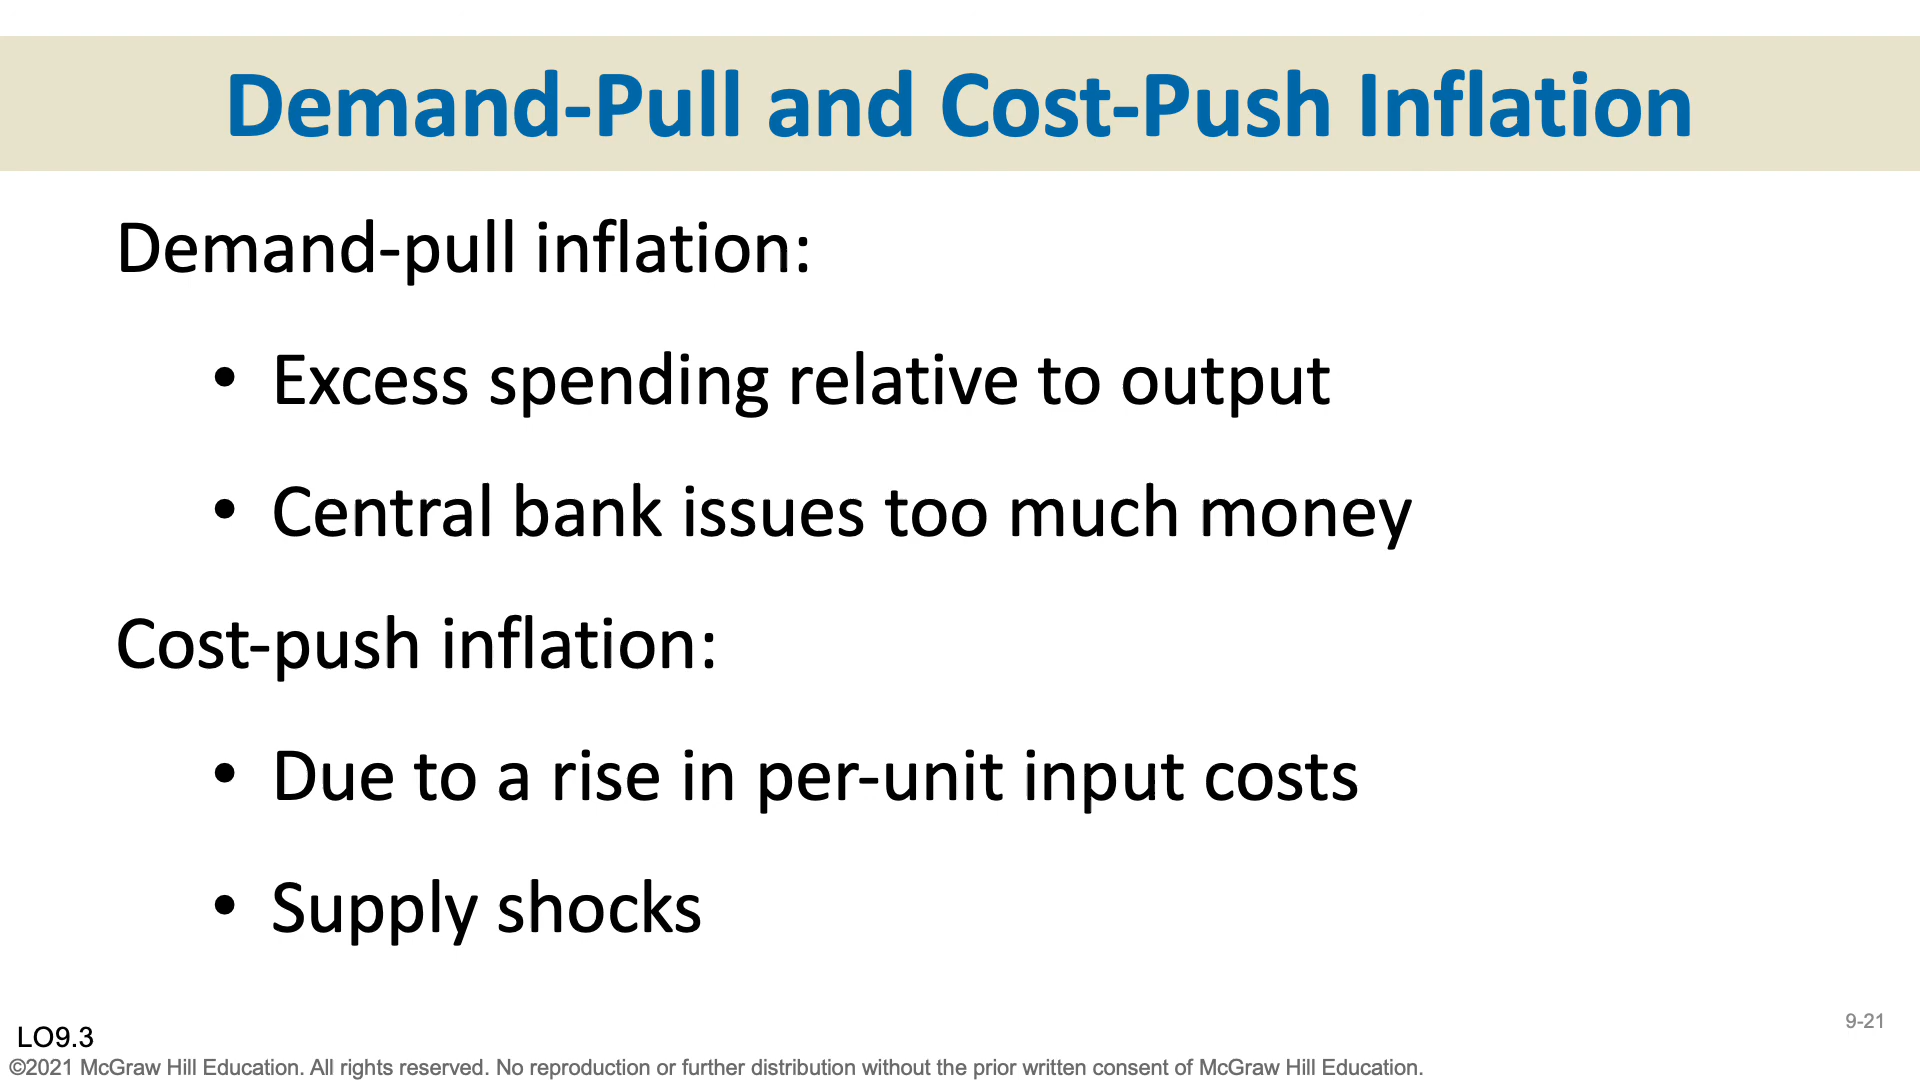 Demand-Pull and Cost-Push Inflation
Demand-pull inflation:
• Excess spending relative to output
• Central bank issues too much money
Cost-push inflation:
• Due to a rise in per-unit input costs
• Supply shocks
9-21
LO9.3
©2021 McGraw Hill Education. All rights reserved. No reproduction or further distribution without the prior written consent of McGraw Hill Education.